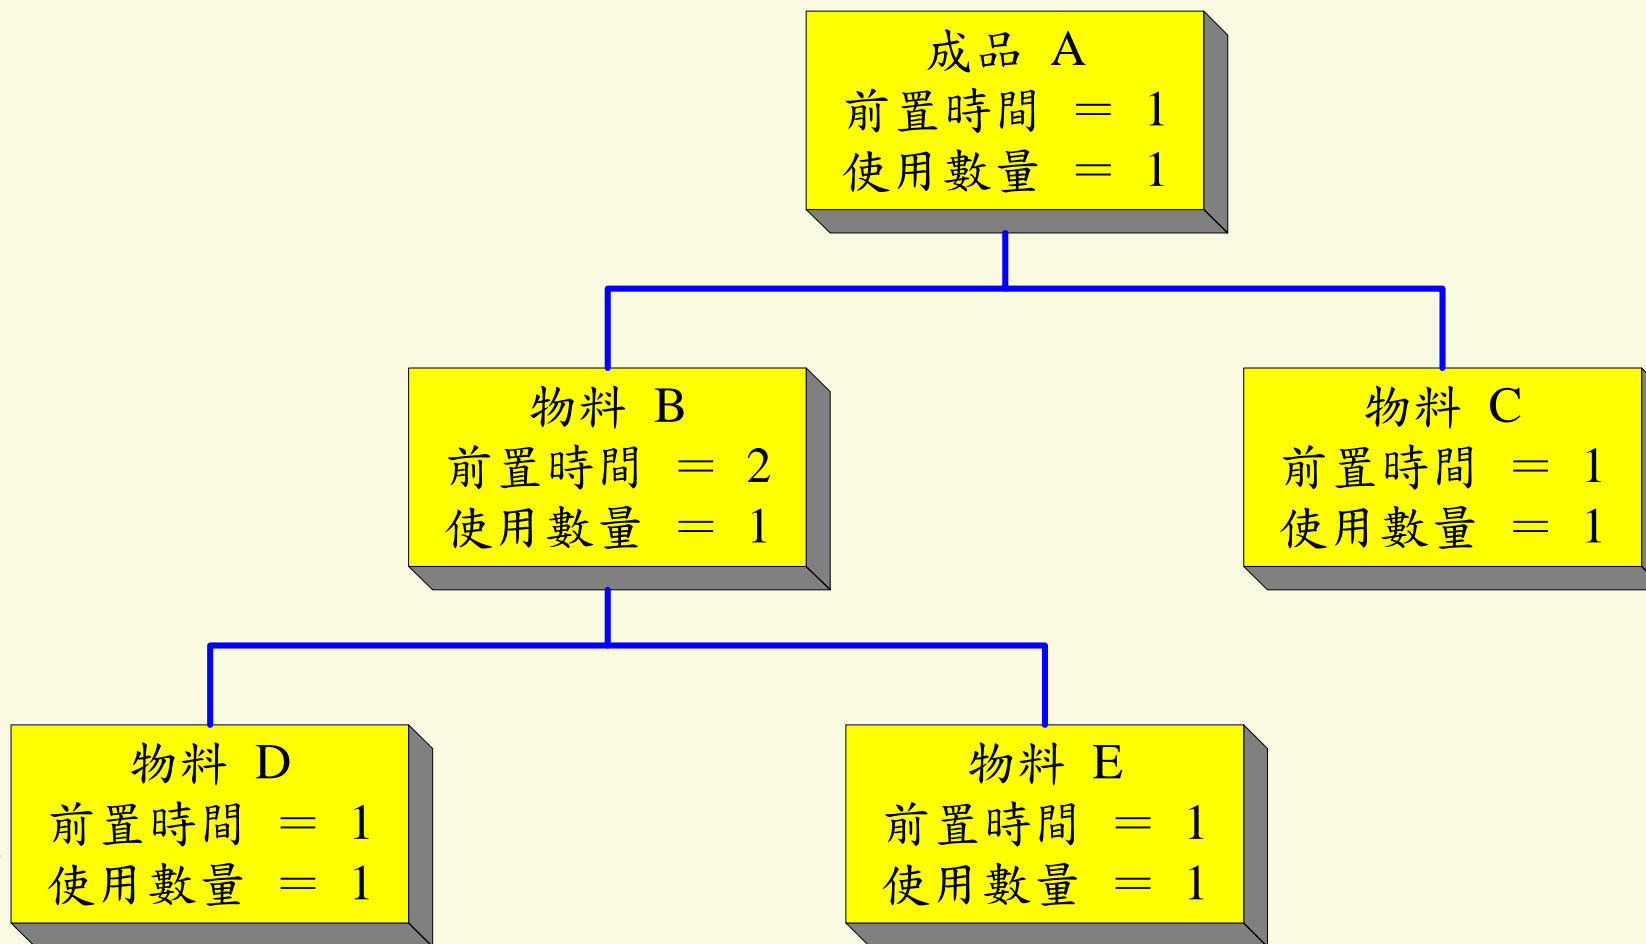 成品 A
前置時間 = 1
使用數量 = 1
物料 B
前置時間 = 2
使用數量 = 1
物料 C
前置時間 = 1
使用數量 = 1
物料 D
前置時間 = 1
使用數量 = 1
物料 E
前置時間 = 1
使用數量 = 1